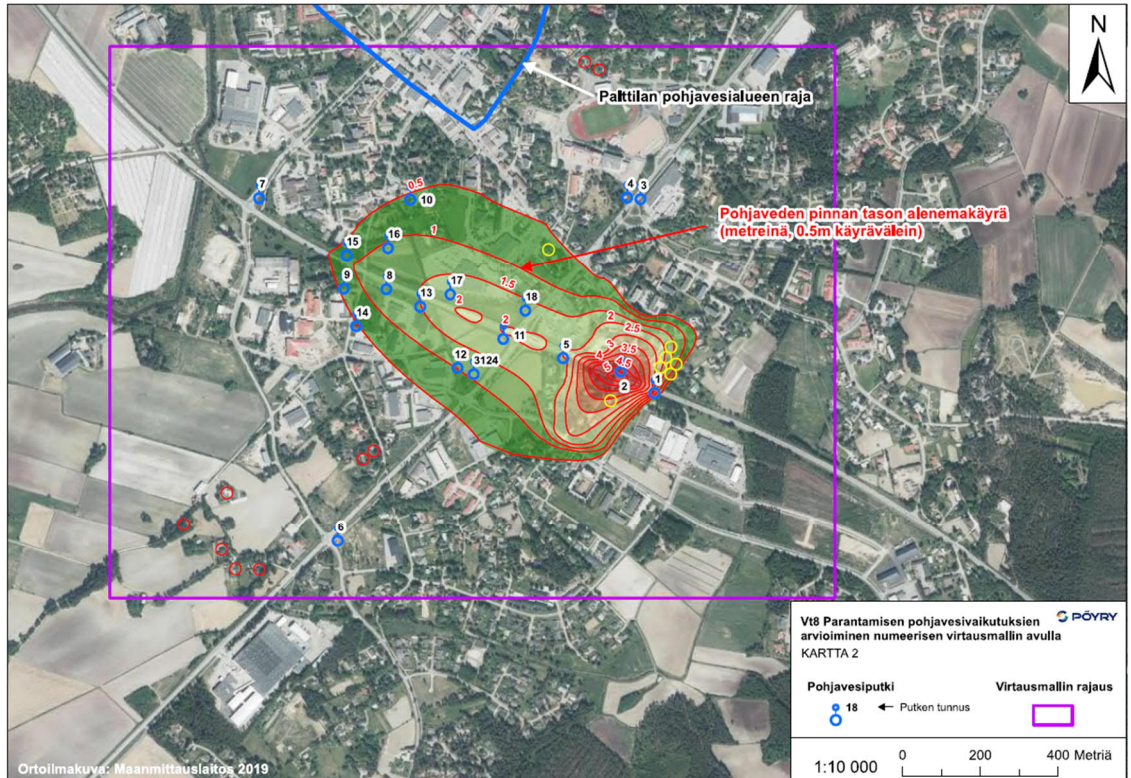 N
Palttilan pohjavesialueen raja
7
4 3
0.5
10
Pohjaveden pinnan tason alenemakäyrä
(metreinä, 0.5m käyrävälein)
1
15 16
9 8 17 1.5
13 2 18 2
14 2 2.5
11 3 3.5
5 4 4.5
12 3124 5
2 1
6
Vt8 Parantamisen pohjavesivaikutuksien
arvioiminen numeerisen virtausmallin avulla
KARTTA 2
PÖYRY
Pohjavesiputki Virtausmallin rajaus
18 Putken tunnus
Ortoilmakuva: Maanmittauslaitos 2019
1:10 000 0 200 400 Metriä